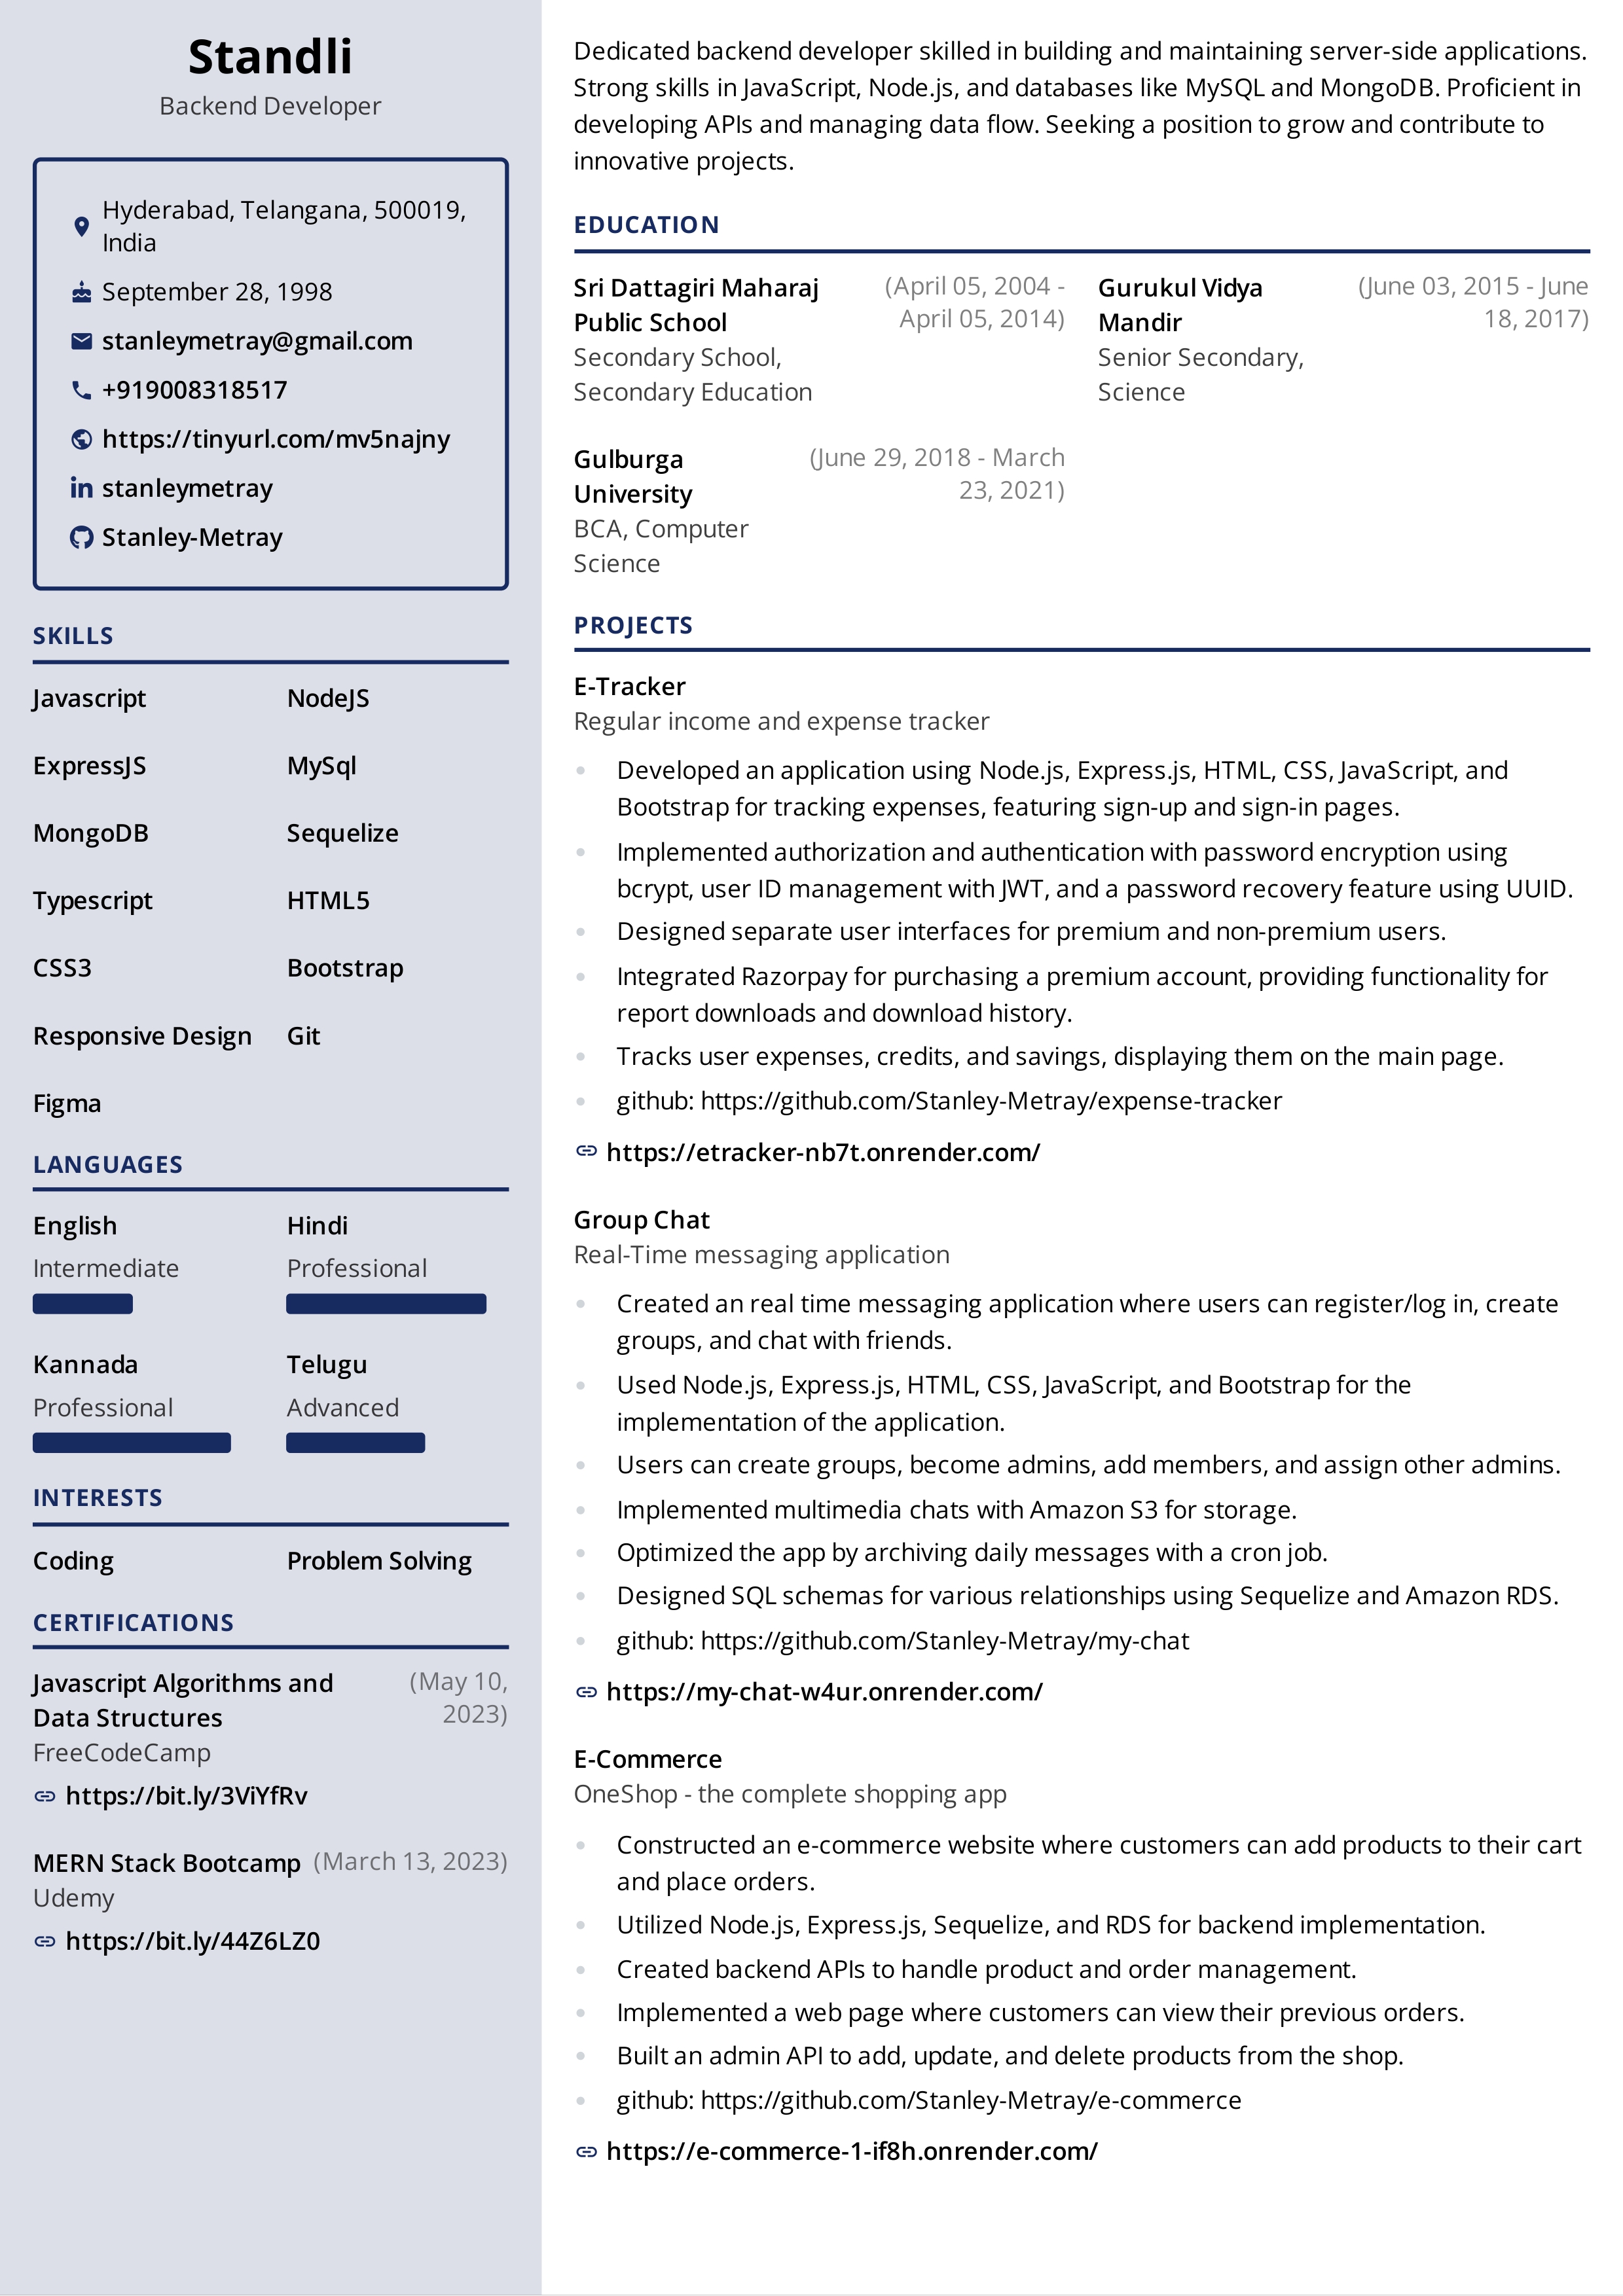 Standli
Backend Developer
Hyderabad, Telangana, 500019,
India
September 28, 1998
stanleymetray@gmail.com
+919008318517
https://tinyurl.com/mv5najny
stanleymetray
Stanley-Metray
SKILLS
Javascript NodeJS
ExpressJS MySql
MongoDB Sequelize
Typescript HTML5
CSS3 Bootstrap
Responsive Design Git
Figma
LANGUAGES
English Hindi
Intermediate Professional
Kannada Telugu
Professional Advanced
INTERESTS
Coding Problem Solving
CERTIFICATIONS
Javascript Algorithms and (May 10,
Data Structures 2023)
FreeCodeCamp
https://bit.ly/3ViYfRv
MERN Stack Bootcamp (March 13, 2023)
Udemy
https://bit.ly/44Z6LZ0
Dedicated backend developer skilled in building and maintaining server-side applications.
Strong skills in JavaScript, Node.js, and databases like MySQL and MongoDB. Proficient in
developing APIs and managing data flow. Seeking a position to grow and contribute to
innovative projects.
EDUCATION
Sri Dattagiri Maharaj (April 05, 2004 -
Public School April 05, 2014)
Secondary School,
Secondary Education
Gurukul Vidya (June 03, 2015 - June
Mandir 18, 2017)
Senior Secondary,
Science
Gulburga (June 29, 2018 - March
University 23, 2021)
BCA, Computer
Science
PROJECTS
E-Tracker
Regular income and expense tracker
Developed an application using Node.js, Express.js, HTML, CSS, JavaScript, and
Bootstrap for tracking expenses, featuring sign-up and sign-in pages.
Implemented authorization and authentication with password encryption using
bcrypt, user ID management with JWT, and a password recovery feature using UUID.
Designed separate user interfaces for premium and non-premium users.
Integrated Razorpay for purchasing a premium account, providing functionality for
report downloads and download history.
Tracks user expenses, credits, and savings, displaying them on the main page.
github: https://github.com/Stanley-Metray/expense-tracker
https://etracker-nb7t.onrender.com/
Group Chat
Real-Time messaging application
Created an real time messaging application where users can register/log in, create
groups, and chat with friends.
Used Node.js, Express.js, HTML, CSS, JavaScript, and Bootstrap for the
implementation of the application.
Users can create groups, become admins, add members, and assign other admins.
Implemented multimedia chats with Amazon S3 for storage.
Optimized the app by archiving daily messages with a cron job.
Designed SQL schemas for various relationships using Sequelize and Amazon RDS.
github: https://github.com/Stanley-Metray/my-chat
https://my-chat-w4ur.onrender.com/
E-Commerce
OneShop - the complete shopping app
Constructed an e-commerce website where customers can add products to their cart
and place orders.
Utilized Node.js, Express.js, Sequelize, and RDS for backend implementation.
Created backend APIs to handle product and order management.
Implemented a web page where customers can view their previous orders.
Built an admin API to add, update, and delete products from the shop.
github: https://github.com/Stanley-Metray/e-commerce
https://e-commerce-1-if8h.onrender.com/